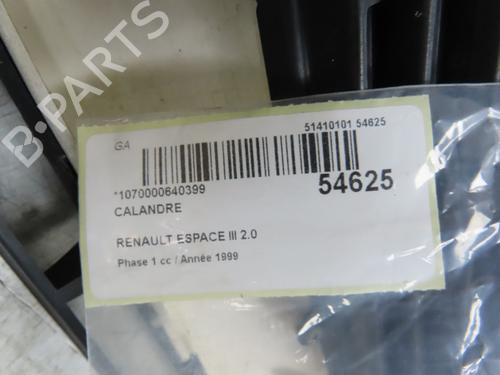 B-PARTS
GA
51410101 54625
*1070000640399
54625
CALANDRE
RENAULT ESPACE III 2.0
Phase 1 cc / Année 1999